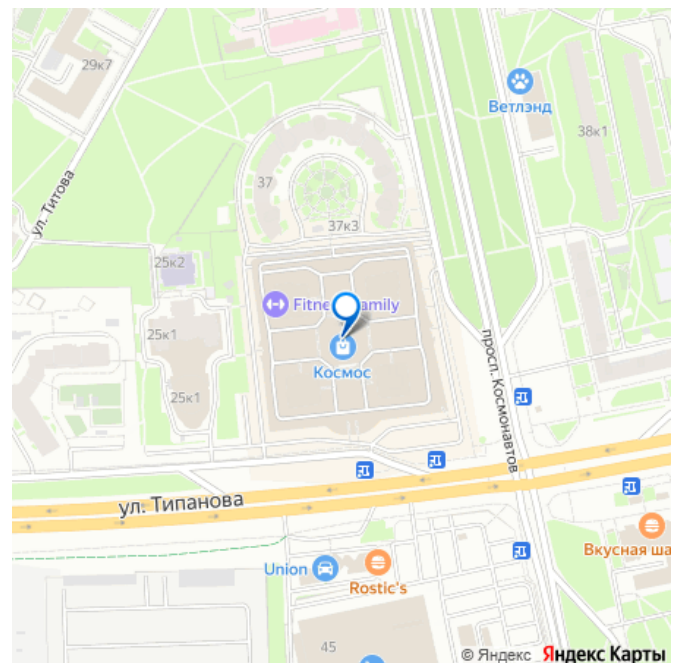 29к7
Ветлэнд
38к1
ул. Титова
37
37к3
25к2
Fitness Family
25к1
Космос
25к1
просп. Космонавтов
ул. Типанова
Вкусная ша
Union
Rostic's
45
© Яндекс Яндекс Карты